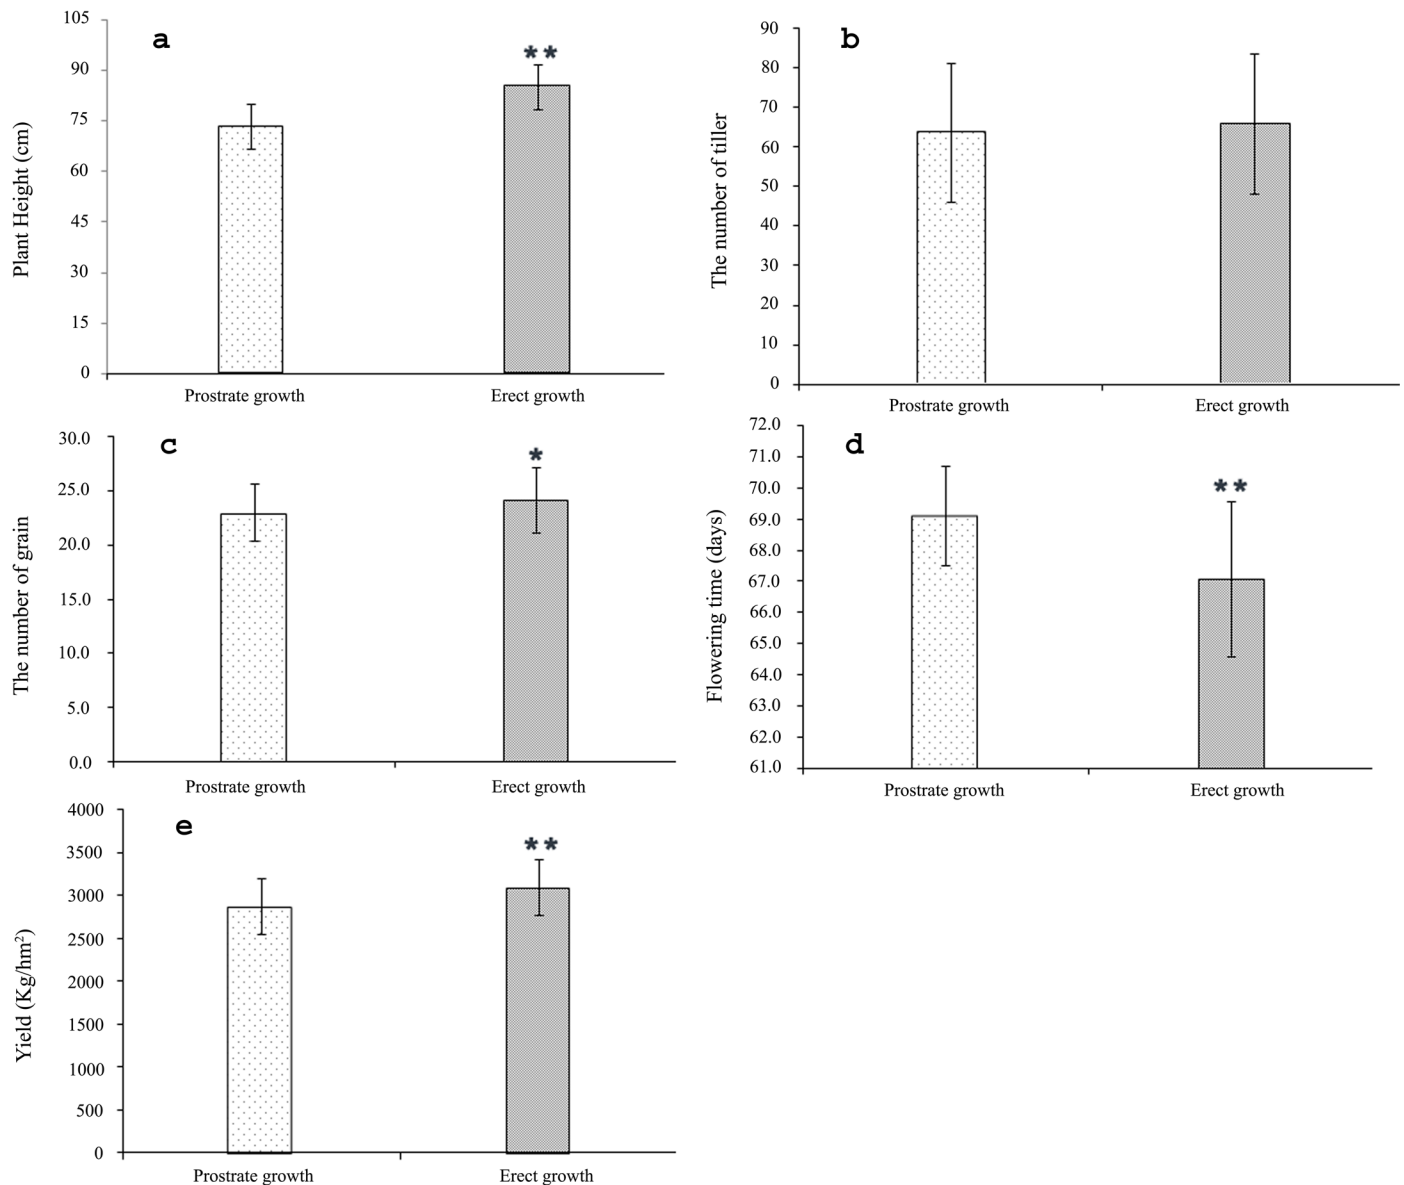 a
**
Plant Height (cm)
105
90
75
60
45
30
15
0
Prostrate growth
Erect growth
b
The number of tiller
90
80
70
60
50
40
30
20
10
0
Prostrate growth
Erect growth
c
*
The number of grain
30.0
25.0
20.0
15.0
10.0
5.0
0.0
Prostrate growth
Erect growth
d
**
Flowering time (days)
72.0
71.0
70.0
69.0
68.0
67.0
66.0
65.0
64.0
63.0
62.0
61.0
Prostrate growth
Erect growth
e
**
Yield (Kg/hm²)
4000
3500
3000
2500
2000
1500
1000
500
0
Prostrate growth
Erect growth